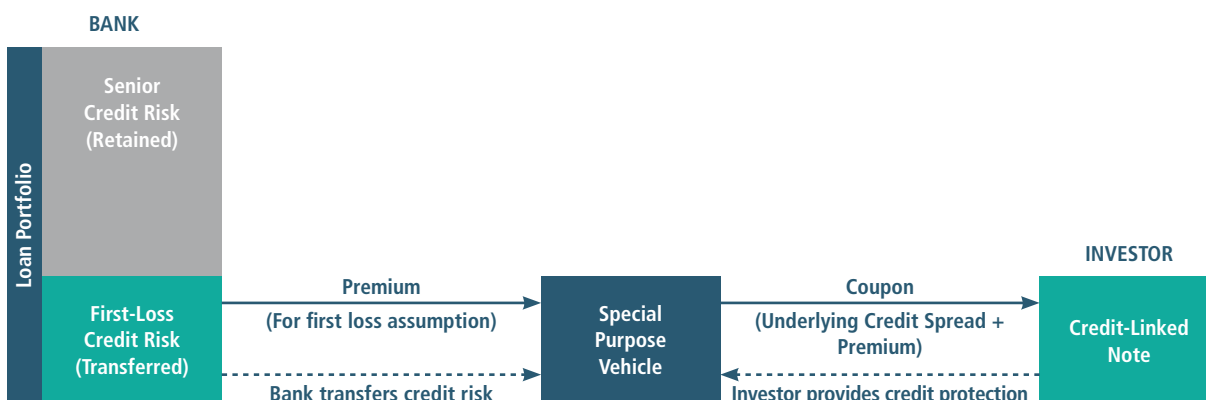 BANK
Loan Portfolio
Senior
Credit Risk
(Retained)
First-Loss
Credit Risk
(Transferred)
Premium
(For first loss assumption)
Bank transfers credit risk
Special
Purpose
Vehicle
Coupon
(Underlying Credit Spread +
Premium)
Investor provides credit protection
INVESTOR
Credit-Linked
Note